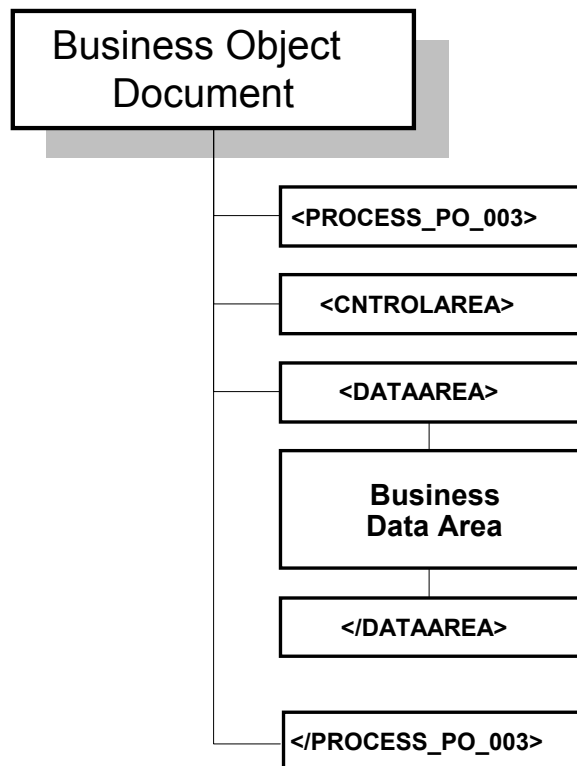 Business Object
Document
<PROCESS_PO_003>
<CNTROLAREA>
<DATAAREA>
Business
Data Area
</DATAAREA>
</PROCESS_PO_003>